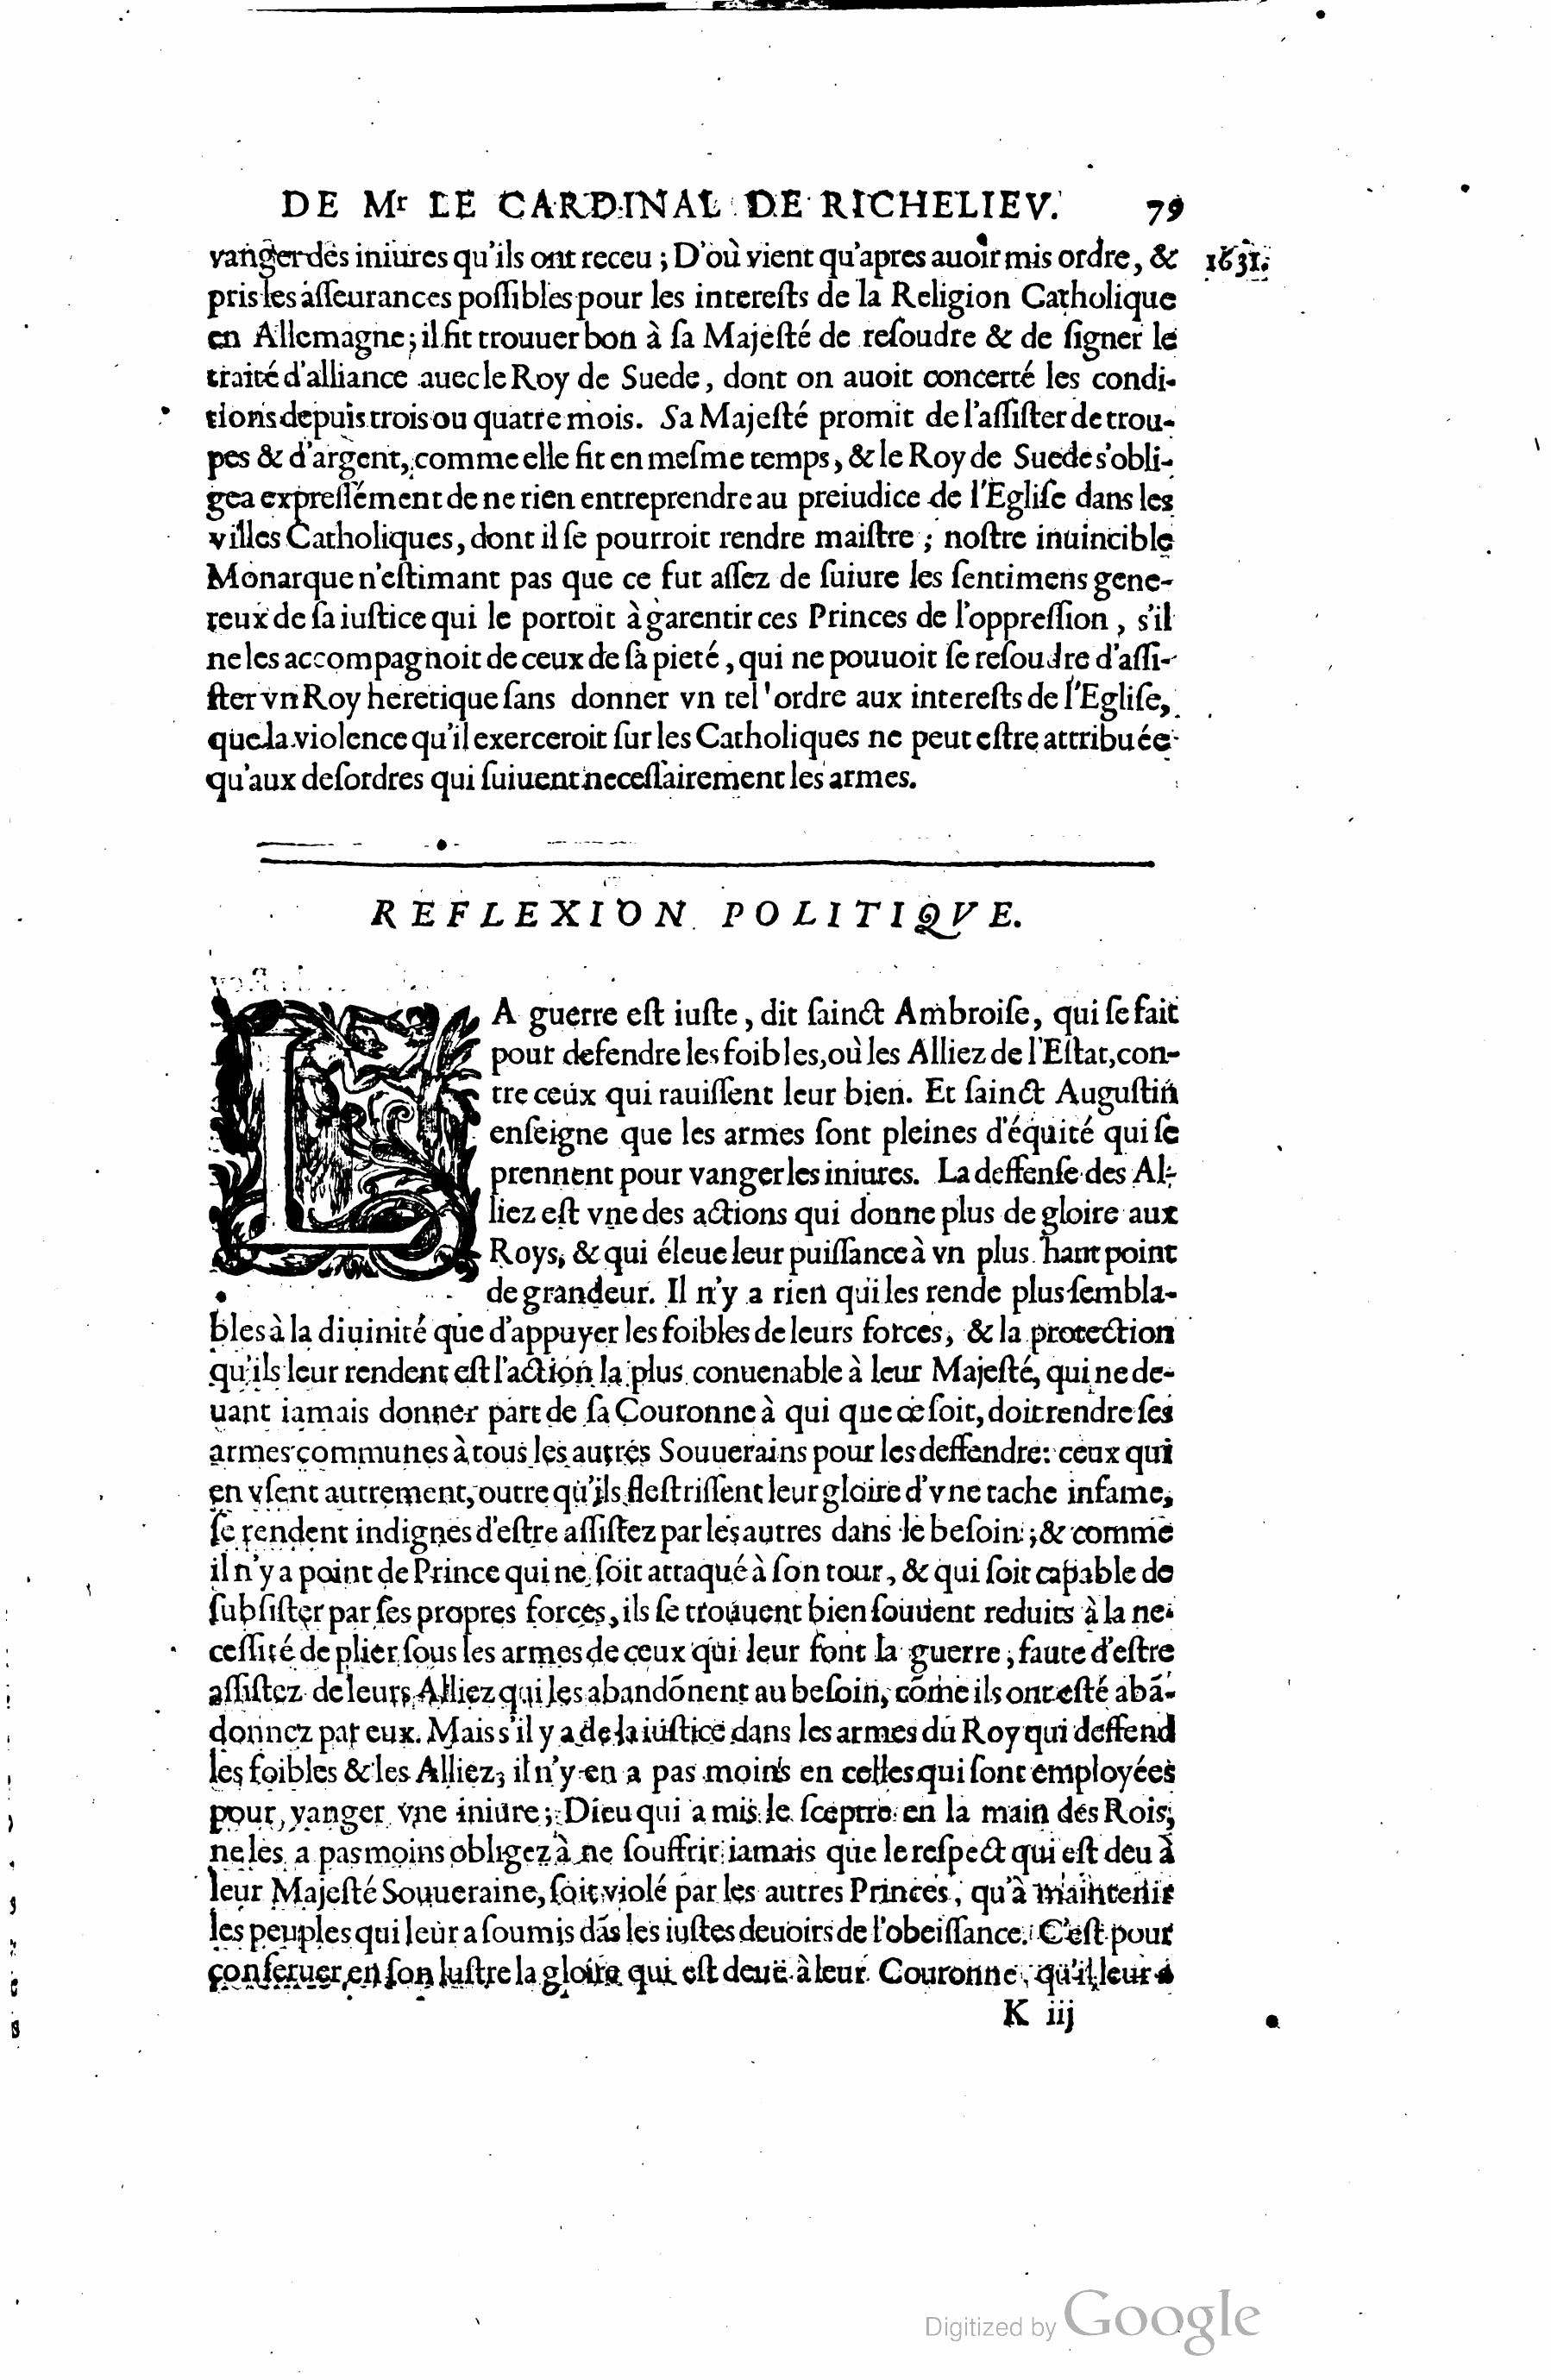 DE Mr LE CARDINAL DE RICHELIEV. 79
vanger des iniures qu'ils ont receu ; D'où vient qu'apres auoir mis ordre, & 1631.
pris les asſeurances poſſibles pour les intereſts de la Religion Catholique
en Allemagne ; il fit trouuer bon à ſa Majeſté de reſoudre & de ſigner le
traité d'alliance auec le Roy de Suede, dont on auoit concerté les condi-
tions depuis trois ou quatre mois. Sa Majeſté promit de l'aſſiſter de trou-
pes & d'argent, comme elle fit en meſme temps, & le Roy de Suede s'obli-
gea expreſſément de ne rien entreprendre au preiudice de l'Egliſe dans les
villes Catholiques, dont il ſe pourroit rendre maiſtre ; noſtre inuincible
Monarque n'eſtimant pas que ce fut aſſez de ſuiure les ſentimens gene-
reux de ſa iuſtice qui le portoit à garentir ces Princes de l'oppreſſion, s'il
ne les accompagnoit de ceux de ſa pieté, qui ne pouuoit ſe reſoudre d'aſſi-
ſter vn Roy heretique ſans donner vn tel ordre aux intereſts de l'Egliſe,
que la violence qu'il exerceroit ſur les Catholiques ne peut eſtre attribuée
qu'aux deſordres qui ſuiuent neceſſairement les armes.
REFLEXION POLITIQVE.
LA guerre eſt iuſte, dit ſainct Ambroiſe, qui ſe fait
pour defendre les foibles, où les Alliez de l'Eſtat, con-
tre ceux qui rauiſſent leur bien. Et ſainct Auguſtin
enſeigne que les armes ſont pleines d'équité qui ſe
prennent pour vanger les iniures. La deffenſe des Al-
liez eſt vne des actions qui donne plus de gloire aux
Roys, & qui éleue leur puiſſance à vn plus haut point
de grandeur. Il n'y a rien qui les rende plus ſembla-
bles à la diuinité que d'appuyer les foibles de leurs forces, & la protection
qu'ils leur rendent eſt l'action la plus conuenable à leur Majeſté, qui ne de-
uant iamais donner part de ſa Couronne à qui que ce ſoit, doit rendre ſes
armes communes à tous les autres Souuerains pour les deffendre: ceux qui
en vſent autrement, outre qu'ils fleſtriſſent leur gloire d'vne tache infame,
ſe rendent indignes d'eſtre aſſiſtez par les autres dans le beſoin ; & comme
il n'y a point de Prince qui ne ſoit attaqué à ſon tour, & qui ſoit capable de
ſubſiſter par ſes propres forces, ils ſe trouuent bien ſouuent reduits à la ne-
ceſſité de plier ſous les armes de ceux qui leur font la guerre ; faute d'eſtre
aſſiſtez de leurs Alliez qui les abandõnent au beſoin, cõme ils ont eſté abã-
donnez par eux. Mais s'il y a de la iuſtice dans les armes du Roy qui deffend
les foibles & les Alliez ; il n'y en a pas moins en celles qui ſont employées
pour vanger vne iniure ; Dieu qui a mis le ſceptre en la main des Rois,
ne les a pas moins obligez à ne ſouffrir iamais que le reſpect qui eſt deu à
leur Majeſté Souueraine, ſoit violé par les autres Princes, qu'à maintenir
les peuples qui leur a ſoumis dãs les iuſtes deuoirs de l'obeiſſance. C'eſt pour
conſeruer en ſon luſtre la gloire qui eſt deuë à leur Couronne, qu'il leur a
K iij
Digitized by Google